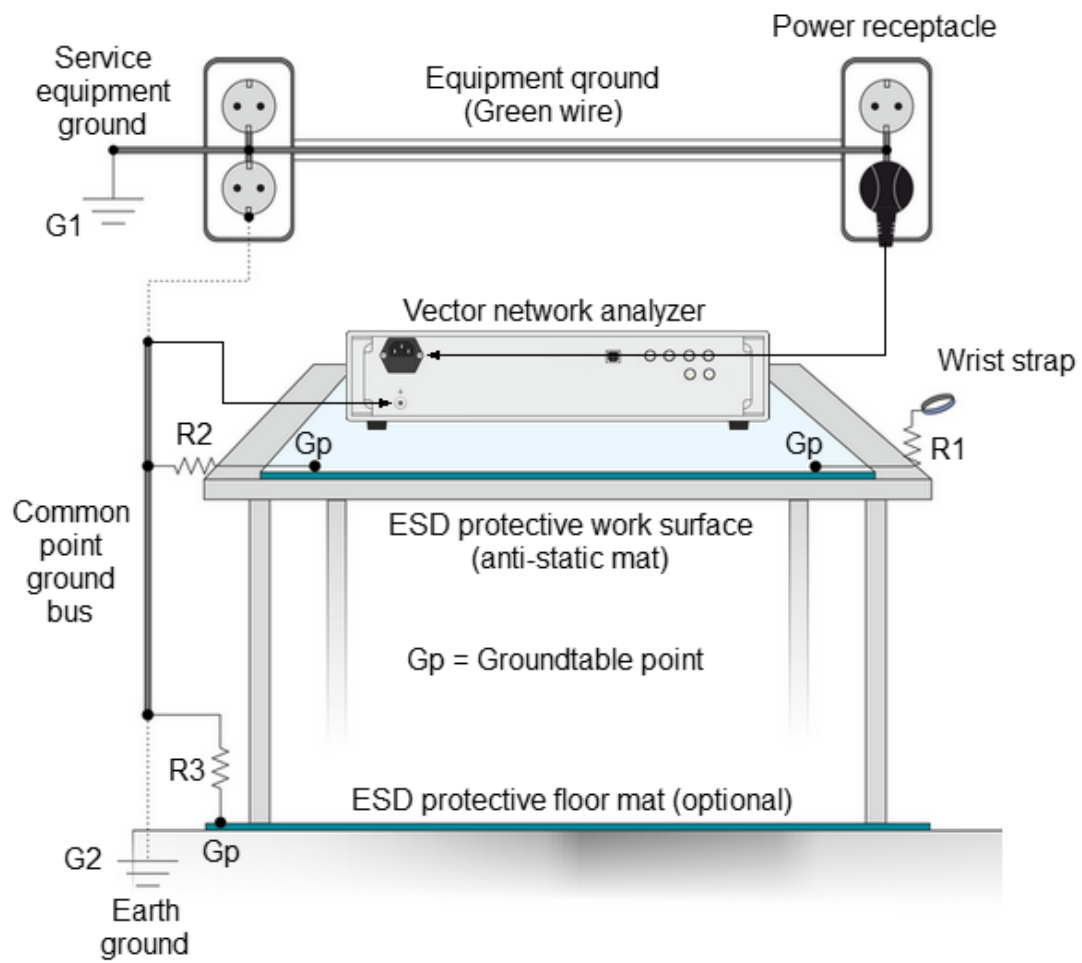 Power receptacle
Service
equipment
ground
Equipment qround
(Green wire)
G1
Vector network analyzer
Wrist strap
R2
Gp
Gp
R1
Common
point
ground
bus
ESD protective work surface
(anti-static mat)
Gp = Groundtable point
R3
ESD protective floor mat (optional)
Gp
G2
Earth
ground